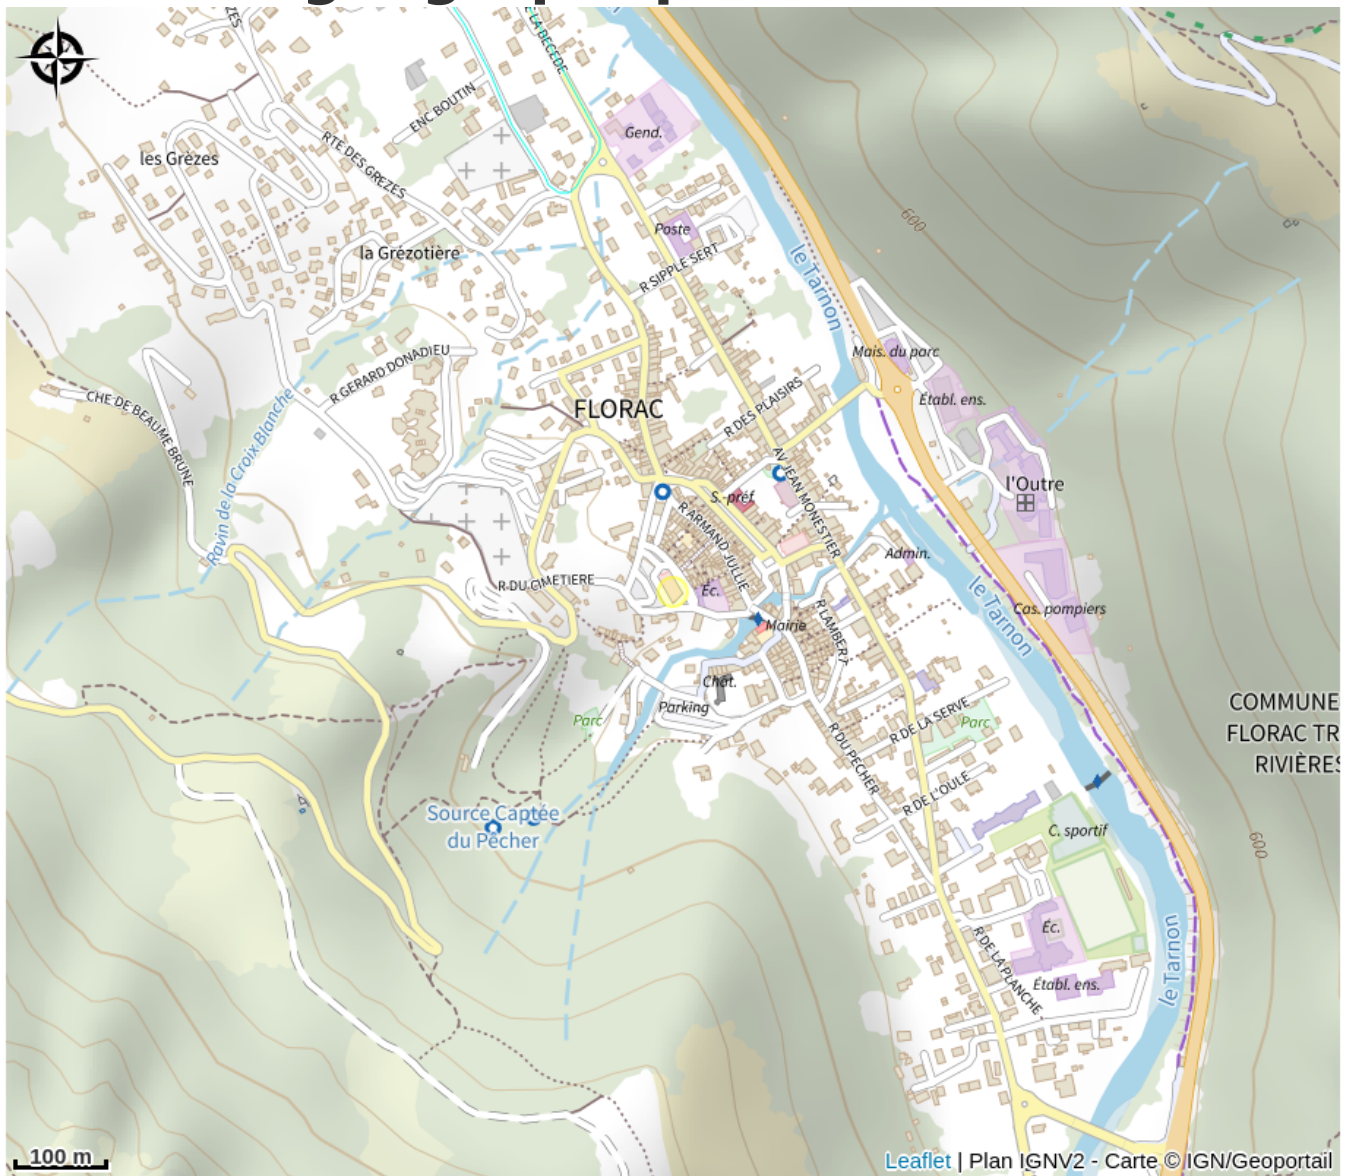 ENC BOUTIN
Gend.
RTE DES GREZES
les Grèzes
Poste
la Grézotière
R SIPPLE SERT
le Tarnon
600
Mais. du parc
R GERARD DONADIEU
Établ. ens.
CHE DE BEAUME BRUNE
FLORAC
R DES PLAISIRS
Ravin de la Croix Blanche
AV JEAN MONESTIER
l'Outre
S.-préf
R ARMAND JULLIE
Admin.
R DU CIMETIERE
Éc.
le Tarnon
Cas. pompiers
Mairie
R LAMBERT
Chât.
Parking
Parc
R DE LA SERVE
Parc
COMMUNE
FLORAC TR
RIVIÈRES
R DU PECHER
R DE L'OULE
Source Captée
du Pêcher
C. sportif
600
Éc.
R DE LA PLANCHE
Établ. ens.
le Tarnon
100 m
Leaflet | Plan IGNV2 - Carte © IGN/Geoportail